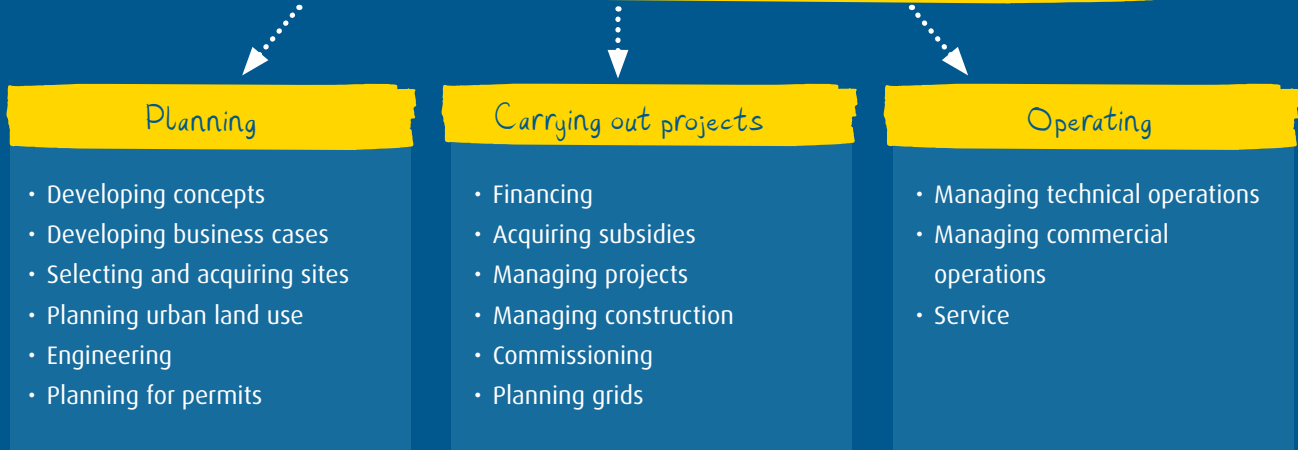 Planning
• Developing concepts
• Developing business cases
• Selecting and acquiring sites
• Planning urban land use
• Engineering
• Planning for permits
Carrying out projects
• Financing
• Acquiring subsidies
• Managing projects
• Managing construction
• Commissioning
• Planning grids
Operating
• Managing technical operations
• Managing commercial
operations
• Service